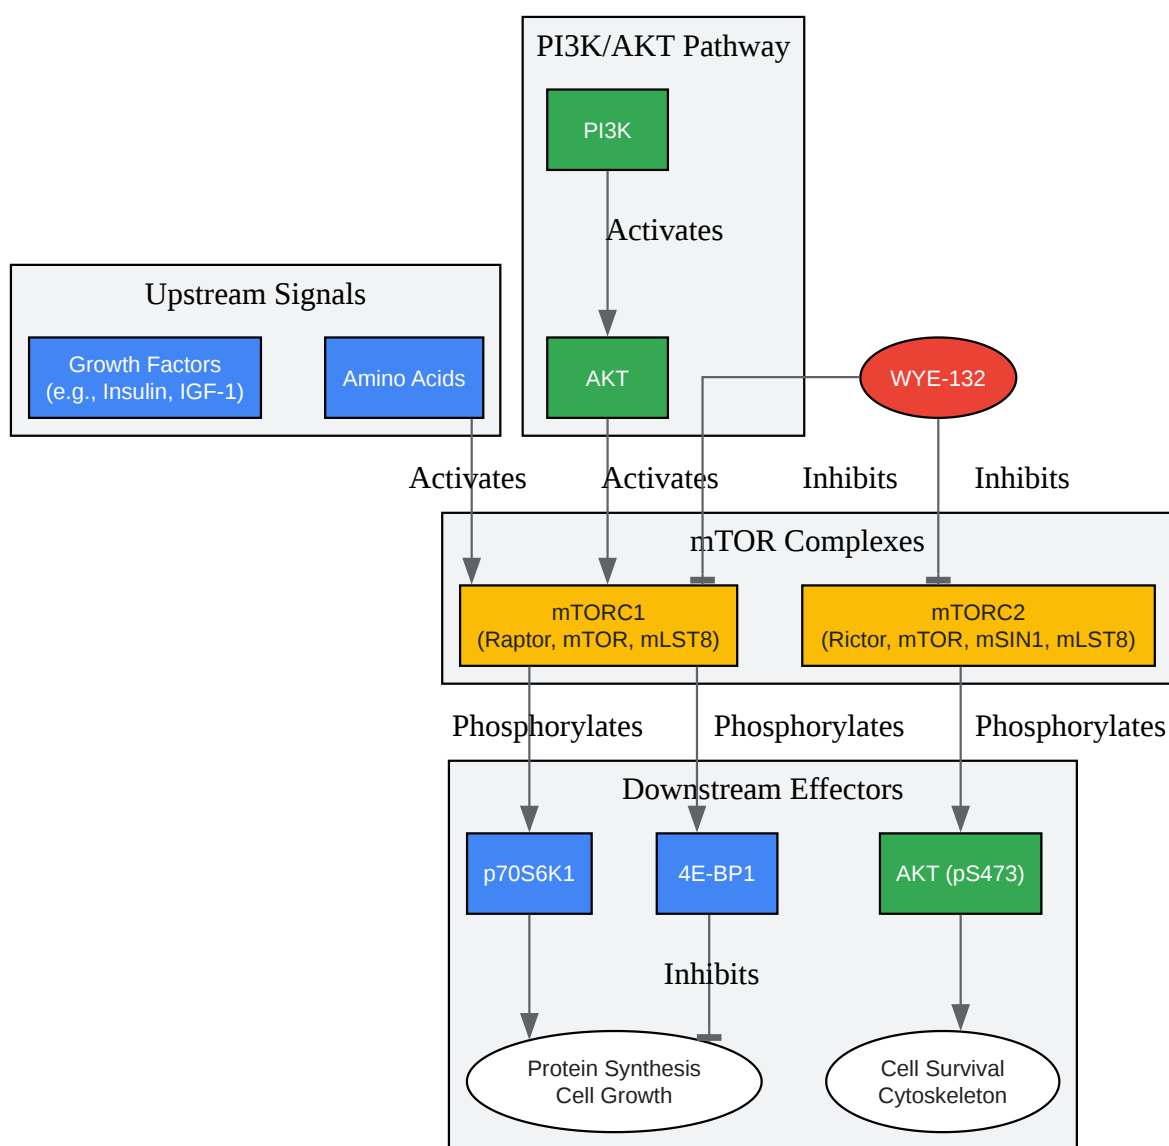 PI3K/AKT Pathway
PI3K
Activates
Upstream Signals
Growth Factors
(e.g., Insulin, IGF-1)
Amino Acids
AKT
WYE-132
Activates
Activates
Inhibits
Inhibits
mTOR Complexes
mTORC1
(Raptor, mTOR, mLST8)
mTORC2
(Rictor, mTOR, mSIN1, mLST8)
Phosphorylates
Phosphorylates
Phosphorylates
Downstream Effectors
p70S6K1
4E-BP1
AKT (pS473)
Inhibits
Protein Synthesis
Cell Growth
Cell Survival
Cytoskeleton